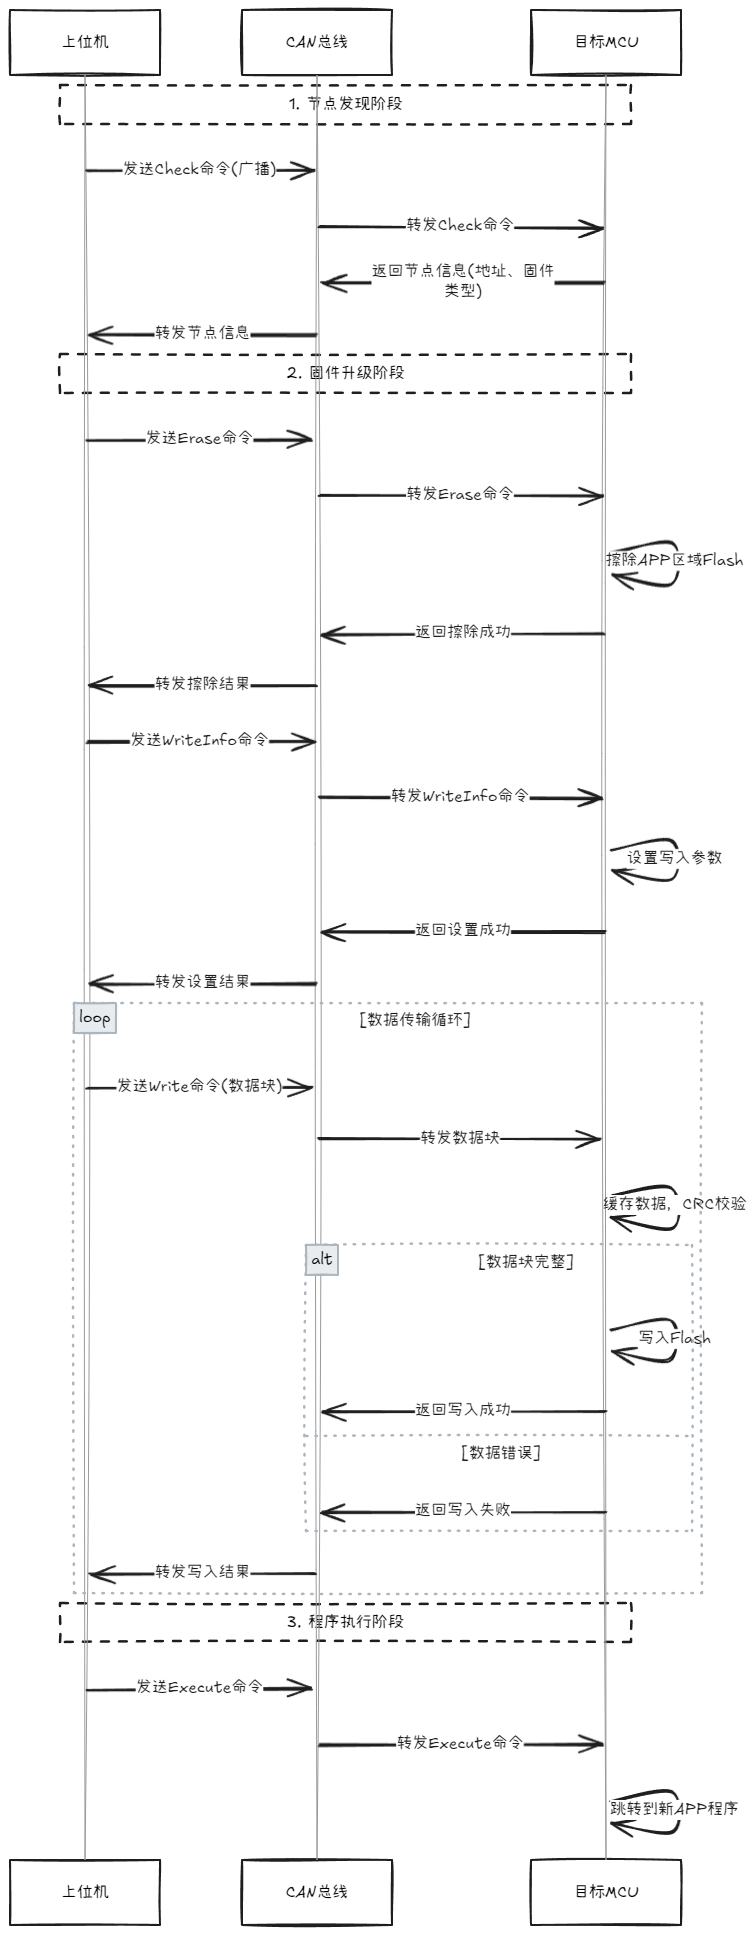 上位机
CAN总线
目标MCU
1. 节点发现阶段
发送Check命令(广播)
转发Check命令
返回节点信息(地址、固件
类型)
转发节点信息
2. 固件升级阶段
发送Erase命令
转发Erase命令
擦除APP区域Flash
返回擦除成功
转发擦除结果
发送WriteInfo命令
转发WriteInfo命令
设置写入参数
返回设置成功
转发设置结果
loop
[数据传输循环]
发送Write命令(数据块)
转发数据块
缓存数据，CRC校验
alt
[数据块完整]
写入Flash
返回写入成功
[数据错误]
返回写入失败
转发写入结果
3. 程序执行阶段
发送Execute命令
转发Execute命令
跳转到新APP程序
上位机
CAN总线
目标MCU